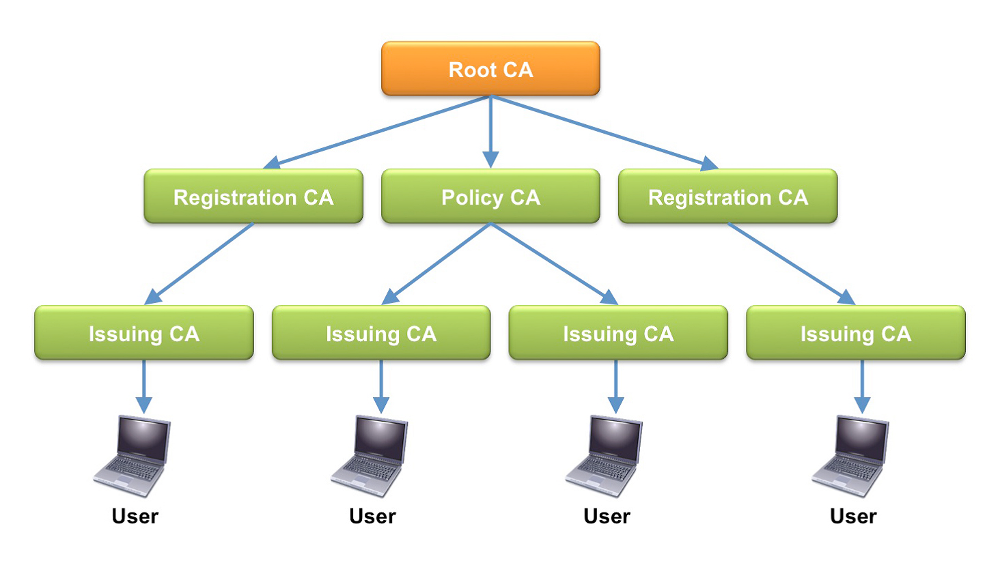 Root CA
Registration CA
Policy CA
Registration CA
Issuing CA
Issuing CA
Issuing CA
Issuing CA
User
User
User
User